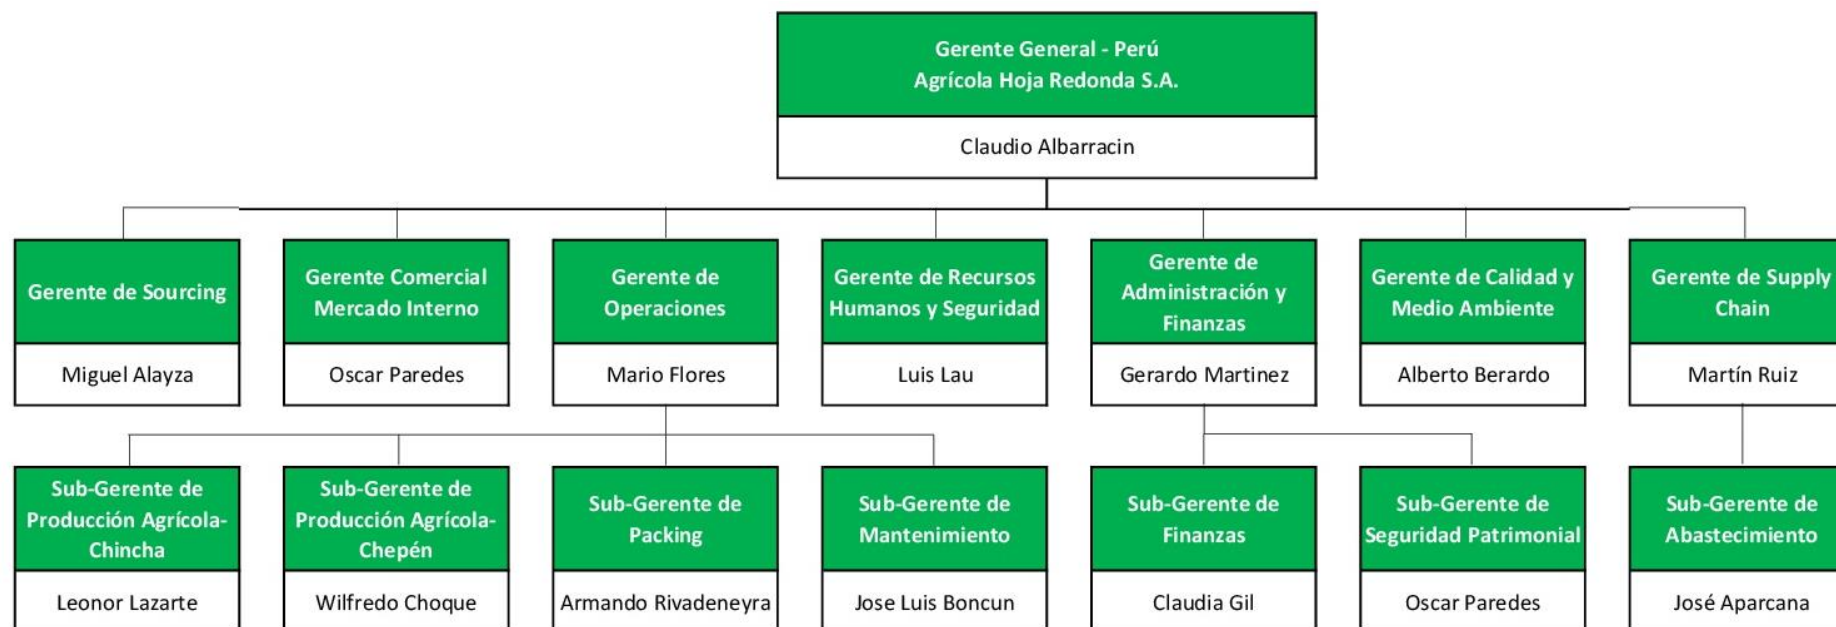 Gerente General - Perú
Agrícola Hoja Redonda S.A.
Claudio Albarracin
Gerente de Sourcing
Miguel Alayza
Gerente Comercial
Mercado Interno
Oscar Paredes
Gerente de
Operaciones
Mario Flores
Gerente de Recursos
Humanos y Seguridad
Luis Lau
Gerente de
Administración y
Finanzas
Gerardo Martinez
Gerente de Calidad y
Medio Ambiente
Alberto Berardo
Gerente de Supply
Chain
Martín Ruiz
Sub-Gerente de
Producción Agrícola-
Chincha
Leonor Lazarte
Sub-Gerente de
Producción Agrícola-
Chepén
Wilfredo Choque
Sub-Gerente de
Packing
Armando Rivadeneyra
Sub-Gerente de
Mantenimiento
Jose Luis Boncun
Sub-Gerente de
Finanzas
Claudia Gil
Sub-Gerente de
Seguridad Patrimonial
Oscar Paredes
Sub-Gerente de
Abastecimiento
José Aparcana